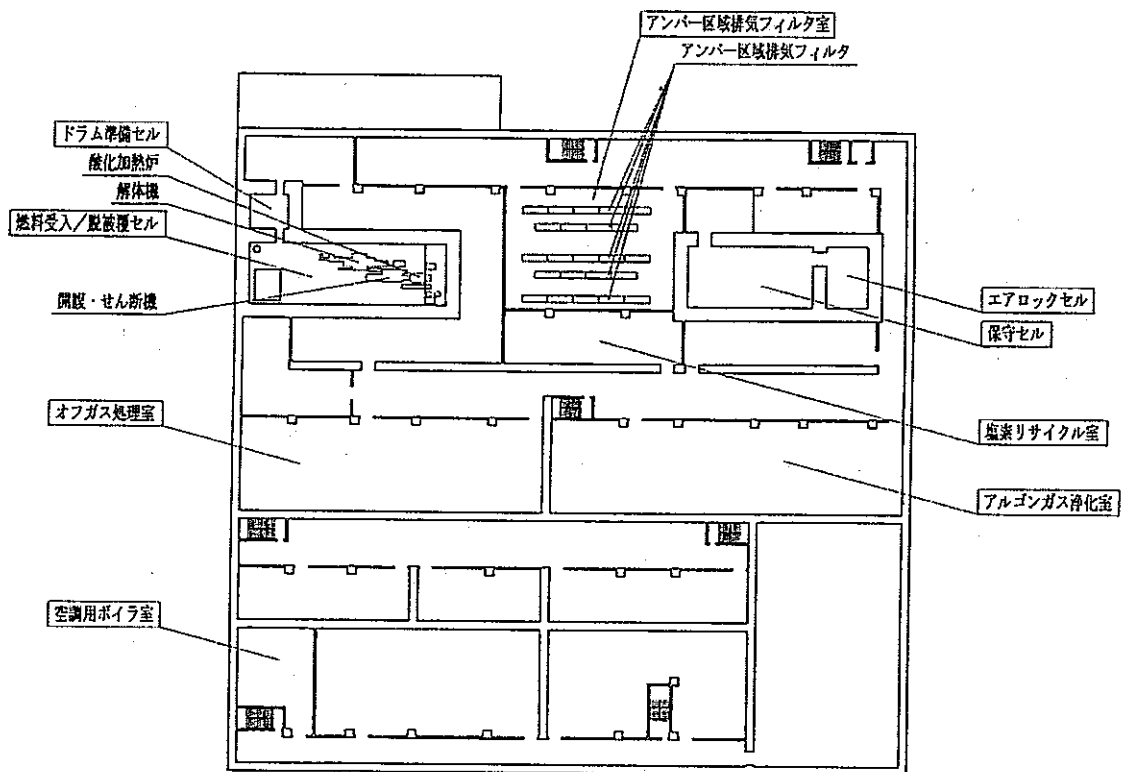 アンバー区域排気フィルタ室
アンバー区域排気フィルタ
ドラム準備セル
酸化加熱炉
解体機
燃料受入／脱被覆セル
開膜・せん断機
エアロックセル
保守セル
オフガス処理室
塩素リサイクル室
アルゴンガス浄化室
空調用ボイラ室